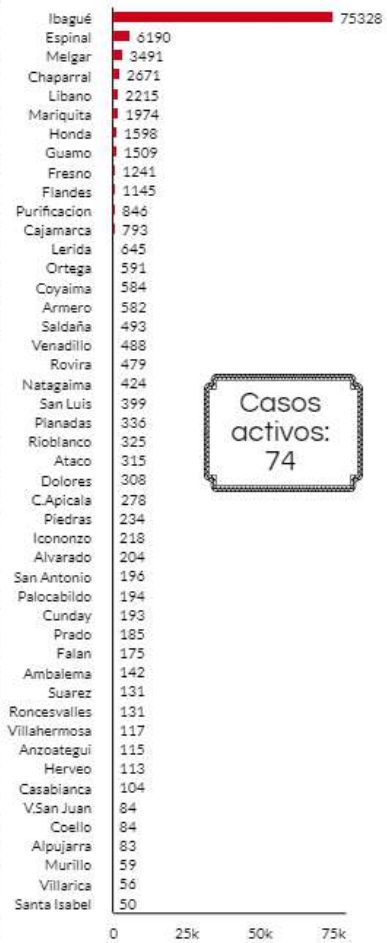 Ibagué 75328
Espinal 6190
Melgar 3491
Chaparral 2671
Libano 2215
Mariquita 1974
Honda 1598
Guamo 1509
Fresno 1241
Flandes 1145
Purificacion 846
Cajamarca 793
Lerida 645
Ortega 591
Coyaima 584
Armero 582
Saldaña 493
Venadillo 488
Rovira 479
Natagaima 424
San Luis 399
Planadas 336
Rioblanco 325
Ataco 315
Dolores 308
C.Apicala 278
Piedras 234
Icononzo 218
Alvarado 204
San Antonio 196
Palocabildo 194
Cunday 193
Prado 185
Falan 175
Ambalema 142
Suarez 131
Roncesvalles 131
Villahermosa 117
Anzoategui 115
Herveo 113
Casabianca 104
V.San Juan 84
Coello 84
Alpujarra 83
Murillo 59
Villarica 56
Santa Isabel 50
0 25k 50k 75k
Casos
activos:
74